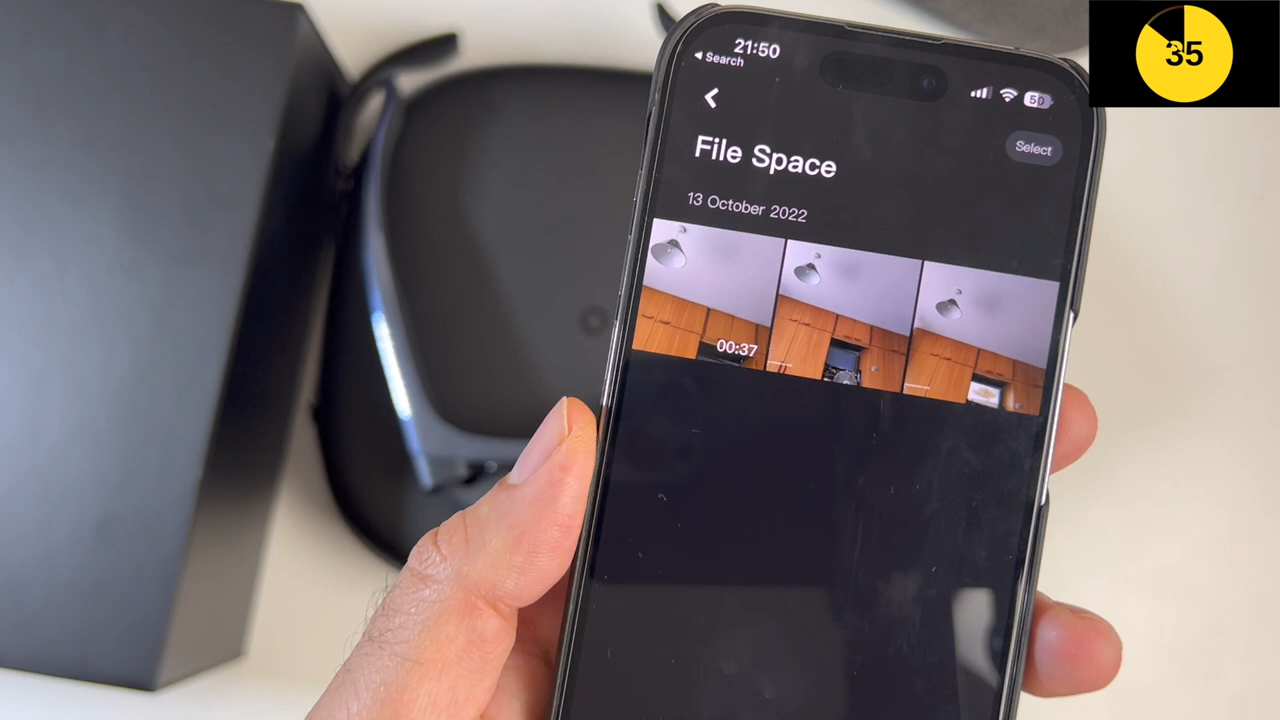 35
21:50
◀ Search
50
Select
File Space
13 October 2022
00:37